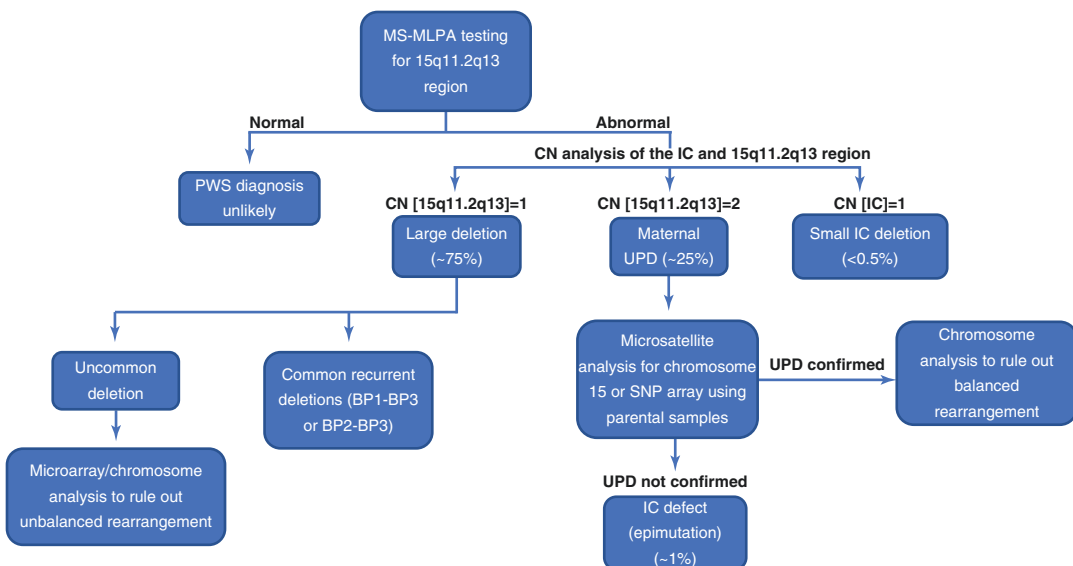 MS-MLPA testing
for 15q11.2q13
region
Normal
Abnormal
CN analysis of the IC and 15q11.2q13 region
PWS diagnosis
unlikely
CN [15q11.2q13]=1
CN [15q11.2q13]=2
CN [IC]=1
Large deletion
(~75%)
Maternal
UPD (~25%)
Small IC deletion
(<0.5%)
Uncommon
deletion
Common recurrent
deletions (BP1-BP3
or BP2-BP3)
Microsatellite
analysis for chromosome
15 or SNP array using
parental samples
UPD confirmed
Chromosome
analysis to rule out
balanced
rearrangement
Microarray/chromosome
analysis to rule out
unbalanced rearrangement
UPD not confirmed
IC defect
(epimutation)
(~1%)